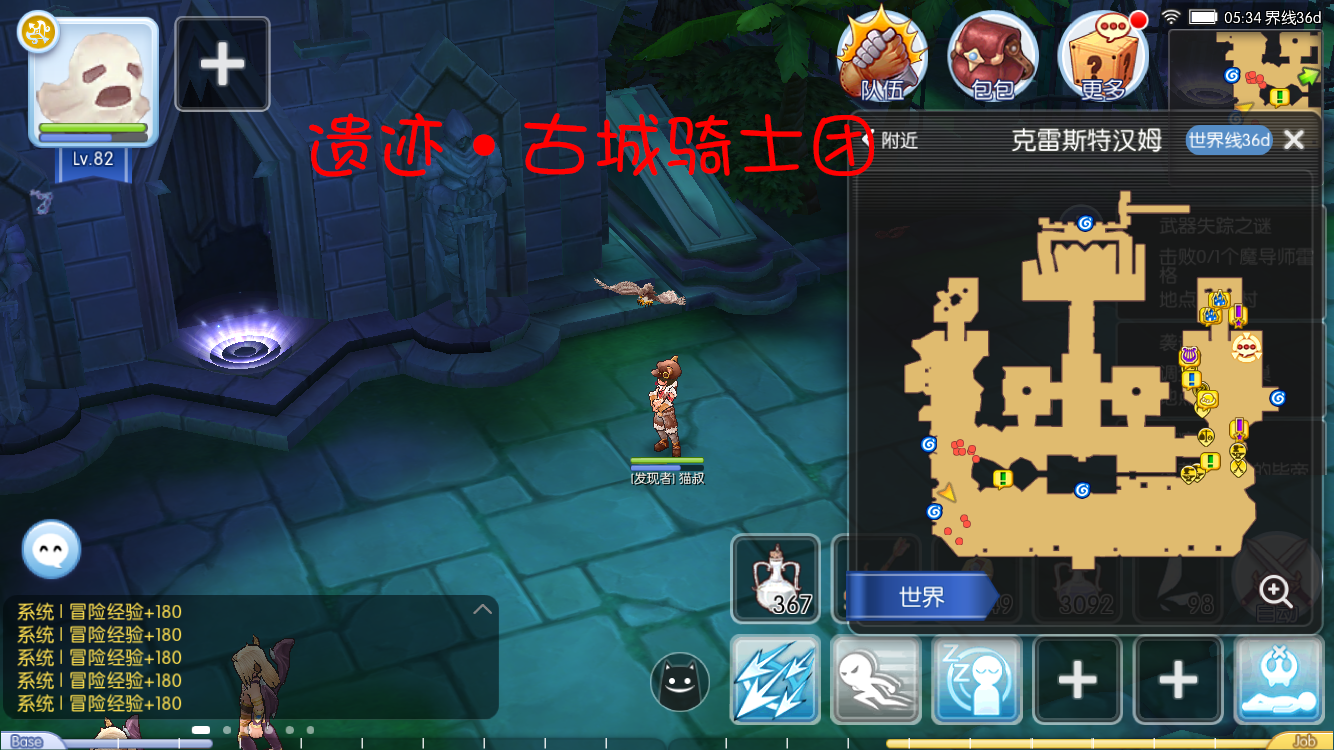 05:34 界线36d
队伍
包包
更多
Lv.82
遗迹·古城骑士团
附近
克雷斯特汉姆
世界线36d
武器失踪之谜
击败0/1个魔导师霍
格
地点
村
[发现者] 猫叔
367
世界
49
3092
98
自动
系统 | 冒险经验+180
系统 | 冒险经验+180
系统 | 冒险经验+180
系统 | 冒险经验+180
系统 | 冒险经验+180
Base
Job